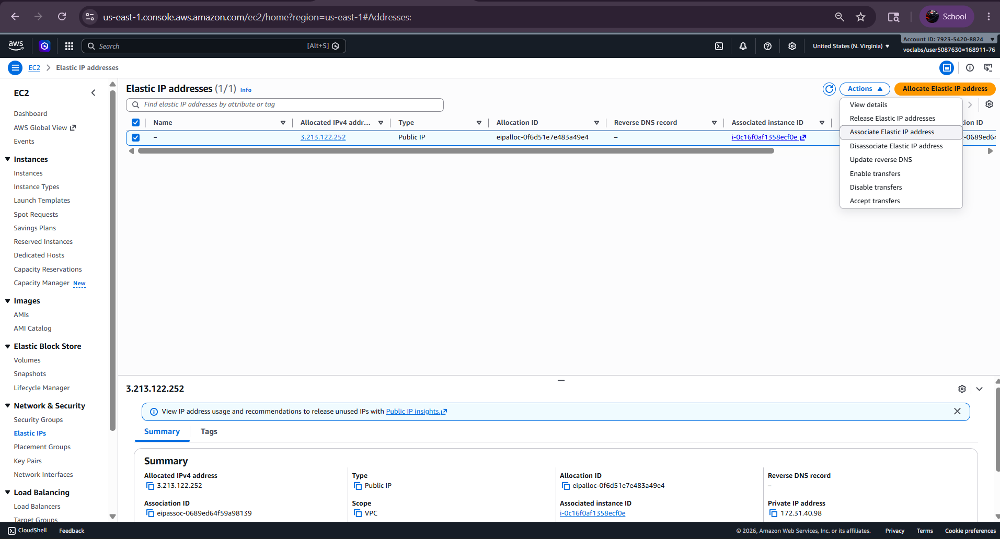 us-east-1.console.aws.amazon.com/ec2/home?region=us-east-1#Addresses:
School
aws
Search
[Alt+S]
United States (N. Virginia)
Account ID: 7923-5420-8824
voclabs/user5087630=168911-76
EC2
Elastic IP addresses
EC2
Dashboard
AWS Global View
Events
Instances
Instances
Instance Types
Launch Templates
Spot Requests
Savings Plans
Reserved Instances
Dedicated Hosts
Capacity Reservations
Capacity Manager New
Images
AMIs
AMI Catalog
Elastic Block Store
Volumes
Snapshots
Lifecycle Manager
Network & Security
Security Groups
Elastic IPs
Placement Groups
Key Pairs
Network Interfaces
Load Balancing
Load Balancers
Target Groups
Elastic IP addresses (1/1) Info
Actions
Allocate Elastic IP address
Find elastic IP addresses by attribute or tag
View details
Release Elastic IP addresses
Associate Elastic IP address
Disassociate Elastic IP address
Update reverse DNS
Enable transfers
Disable transfers
Accept transfers
Name Allocated IPv4 addr... Type Allocation ID Reverse DNS record Associated instance ID ion ID
– 3.213.122.252 Public IP eipalloc-0f6d51e7e483a49e4 – i-0c16f0af1358ecf0e -0689ed64
3.213.122.252
View IP address usage and recommendations to release unused IPs with Public IP insights.
Summary Tags
Summary
Allocated IPv4 address
3.213.122.252
Type
Public IP
Allocation ID
eipalloc-0f6d51e7e483a49e4
Reverse DNS record
–
Association ID
eipassoc-0689ed64f59a98139
Scope
VPC
Associated instance ID
i-0c16f0af1358ecf0e
Private IP address
172.31.40.98
CloudShell Feedback
© 2026, Amazon Web Services, Inc. or its affiliates. Privacy Terms Cookie preferences